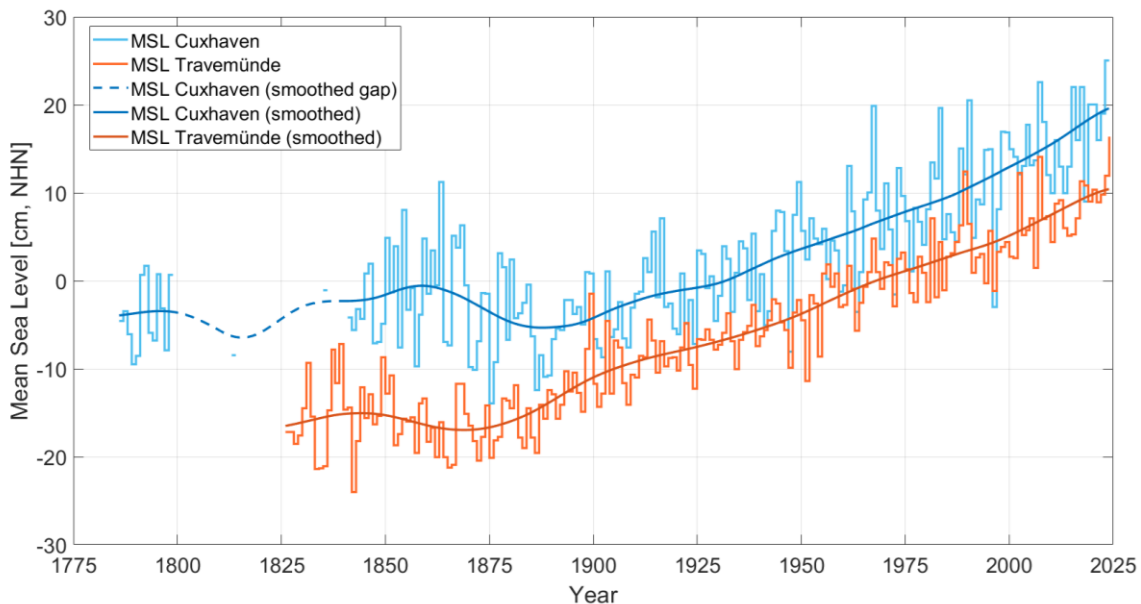 30
20
10
0
-10
-20
-30
Mean Sea Level [cm, NHN]
MSL Cuxhaven
MSL Travemünde
MSL Cuxhaven (smoothed gap)
MSL Cuxhaven (smoothed)
MSL Travemünde (smoothed)
1775 1800 1825 1850 1875 1900 1925 1950 1975 2000 2025
Year